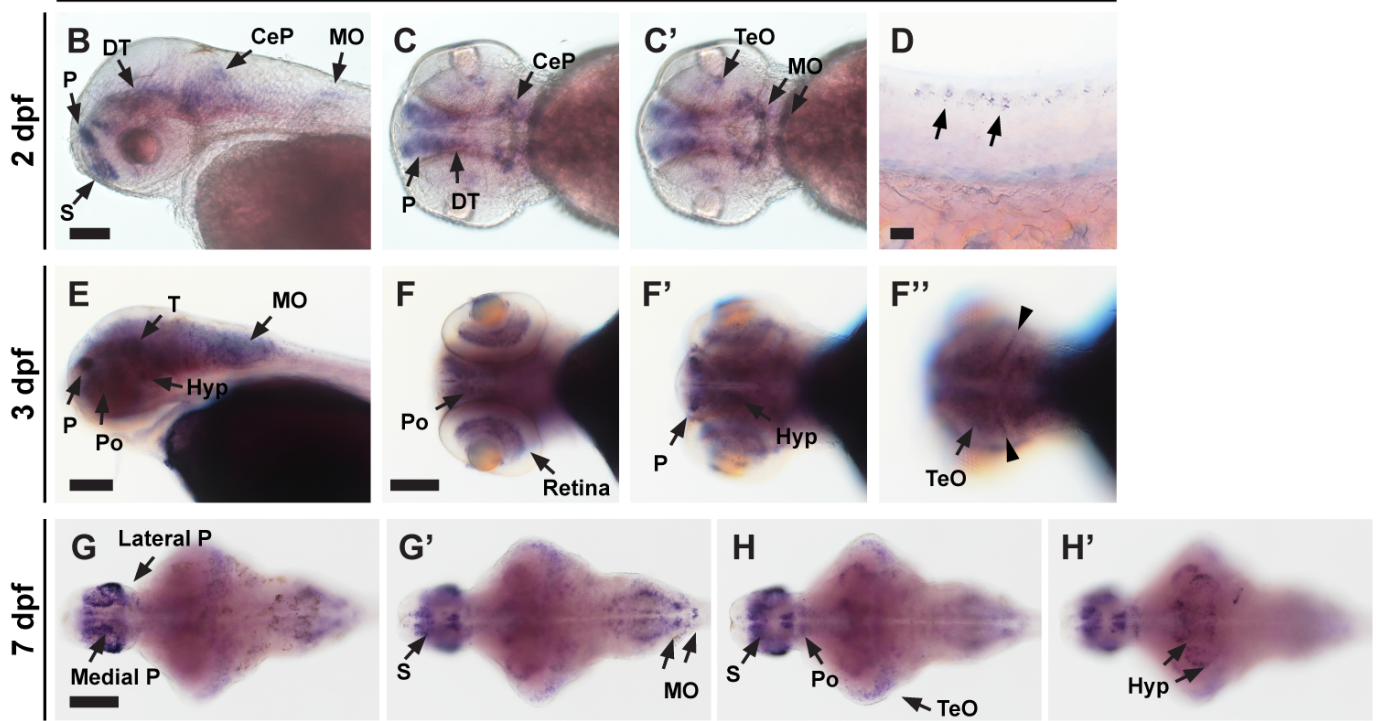 2 dpf
B
DT
CeP
MO
P
S
C
CeP
P
DT
C’
TeO
MO
D
3 dpf
E
T
MO
Hyp
P
Po
F
Po
Retina
F’
P
Hyp
F’’
TeO
7 dpf
G
Lateral P
Medial P
G’
S
MO
H
S
Po
TeO
H’
Hyp